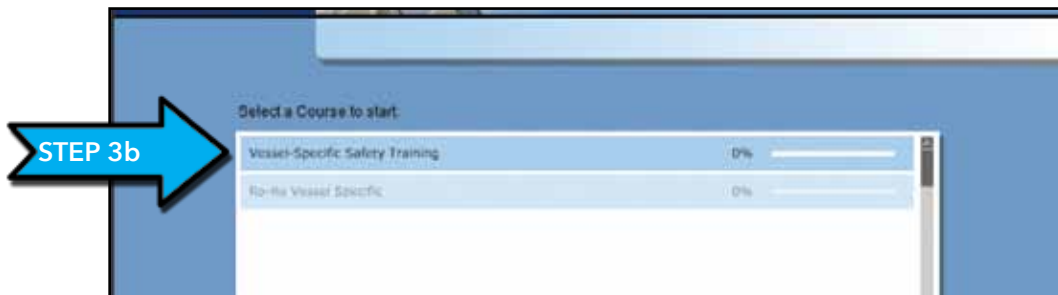 Select a Course to start:
STEP 3b
Vessel-Specific Safety Training 0%
Ro-Ro Vessel Specific 0%